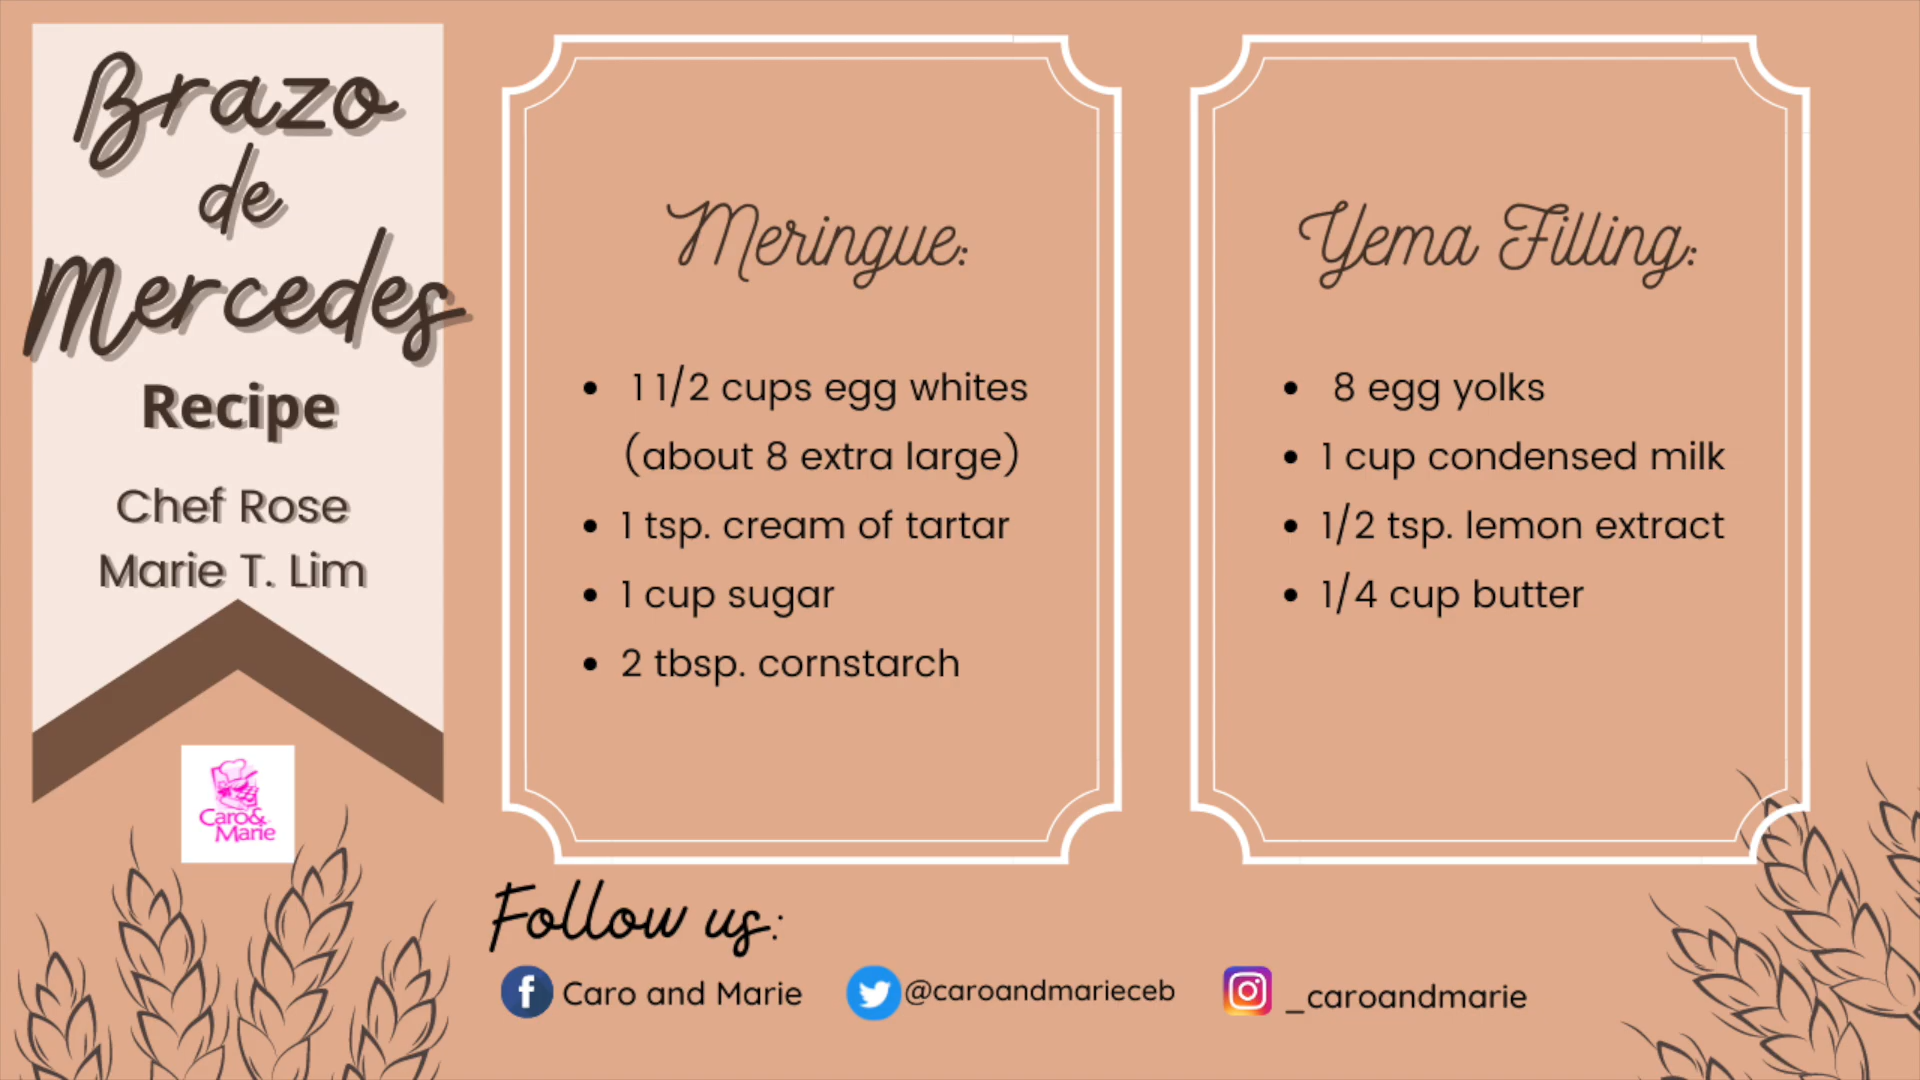 Brazo
de
Mercedes
Recipe
Chef Rose
Marie T. Lim
Caro&
Marie
Meringue:
• 1 1/2 cups egg whites
(about 8 extra large)
• 1 tsp. cream of tartar
• 1 cup sugar
• 2 tbsp. cornstarch
Yema Filling:
• 8 egg yolks
• 1 cup condensed milk
• 1/2 tsp. lemon extract
• 1/4 cup butter
Follow us:
Caro and Marie
@caroandmarieceb
_caroandmarie